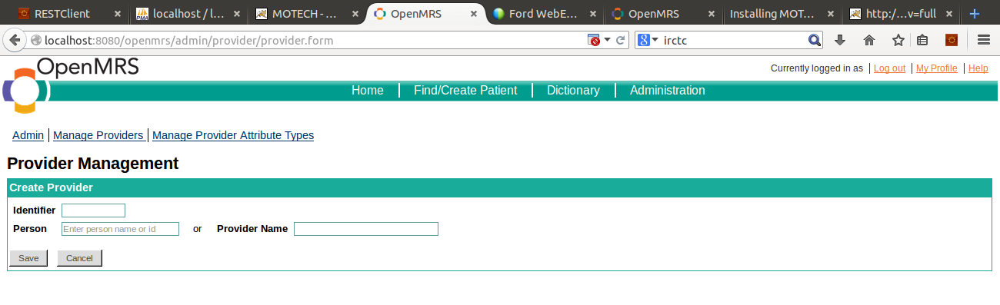 RESTClient localhost / l... MOTECH - ... OpenMRS Ford WebE... OpenMRS Installing MOT... http:/...v=full
localhost:8080/openmrs/admin/provider/provider.form irctc
OpenMRS
Currently logged in as | Log out | My Profile | Help
Home Find/Create Patient Dictionary Administration
Admin Manage Providers Manage Provider Attribute Types
Provider Management
Create Provider
Identifier
Person Enter person name or id or Provider Name
Save Cancel